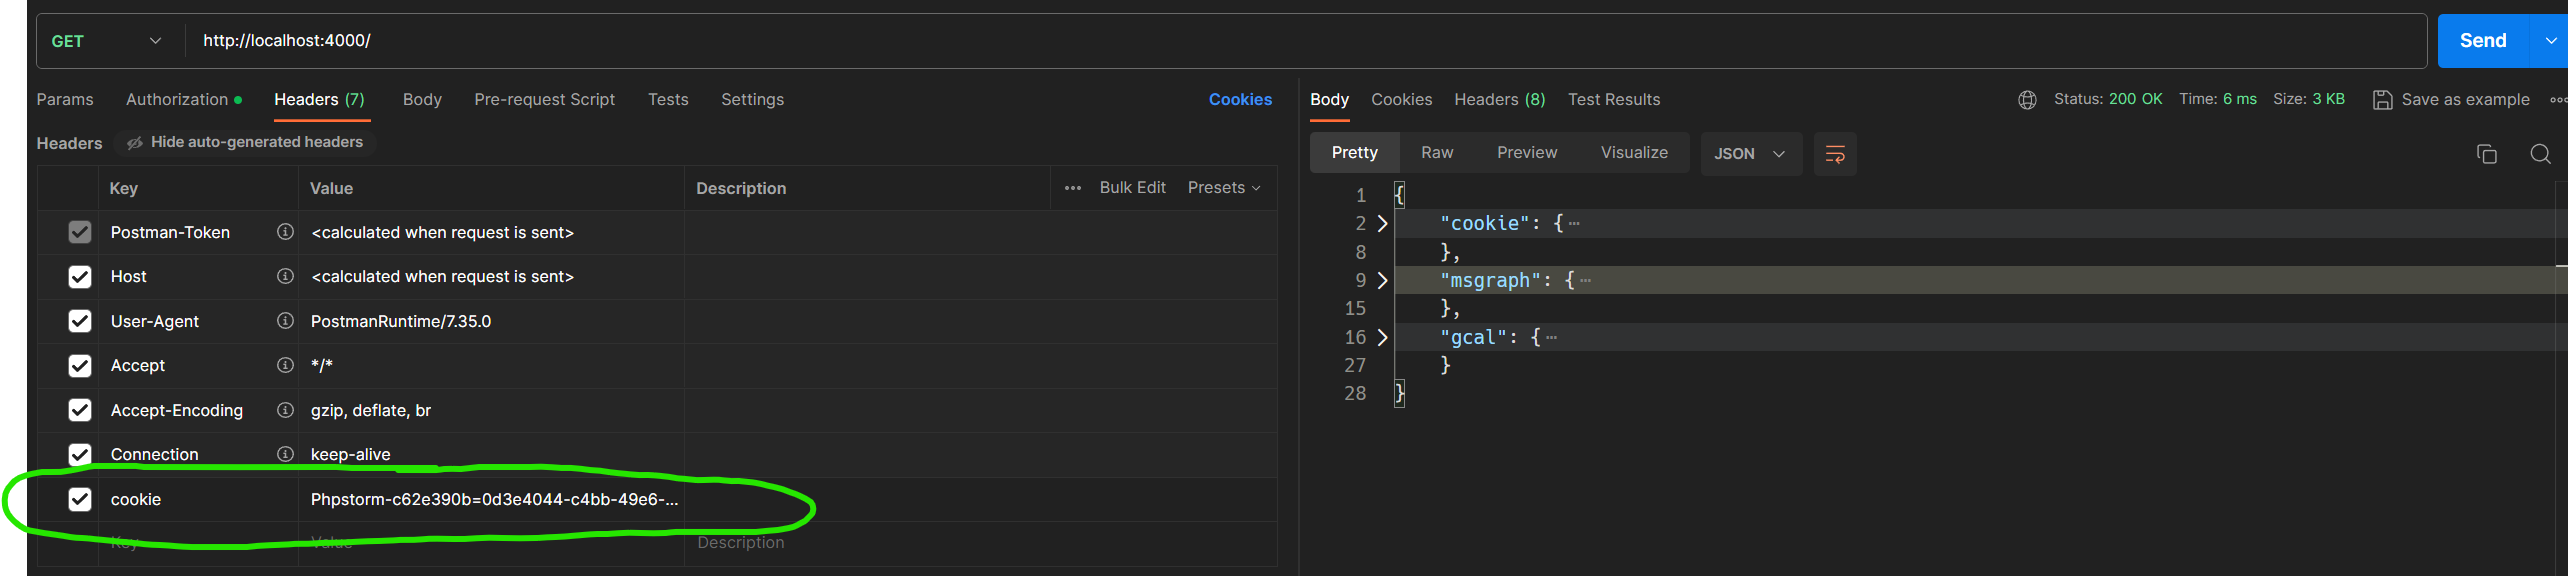 GET http://localhost:4000/ Send
Params Authorization Headers (7) Body Pre-request Script Tests Settings Cookies
Headers Hide auto-generated headers
Key Value Description ••• Bulk Edit Presets
Postman-Token <calculated when request is sent>
Host <calculated when request is sent>
User-Agent PostmanRuntime/7.35.0
Accept */*
Accept-Encoding gzip, deflate, br
Connection keep-alive
cookie Phpstorm-c62e390b=0d3e4044-c4bb-49e6-...
Key Value Description
Body Cookies Headers (8) Test Results Status: 200 OK Time: 6 ms Size: 3 KB Save as example
Pretty Raw Preview Visualize JSON
1 {
2 "cookie": {…
8 },
9 "msgraph": {…
15 },
16 "gcal": {…
27 }
28 }